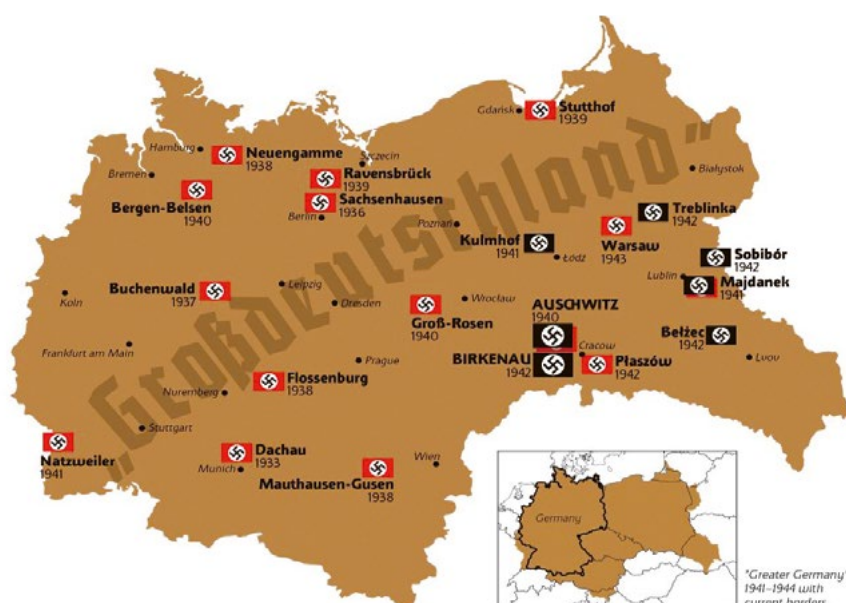 „Großdeutschland"
Gdańsk
Stutthof
1939
Hamburg
Neuengamme
1938
Szczecin
Bremen
Ravensbrück
1939
Białystok
Bergen-Belsen
1940
Sachsenhausen
1936
Berlin
Treblinka
1942
Poznań
Kulmhof
1941
Warsaw
1943
Łódź
Sobibór
1942
Lublin
Majdanek
1941
Köln
Buchenwald
1937
Leipzig
Dresden
Groß-Rosen
1940
Wrocław
AUSCHWITZ
1940
Bełżec
1942
Frankfurt am Main
Prague
BIRKENAU
1942
Cracow
Płaszów
1942
Lvov
Nuremberg
Flossenburg
1938
Stuttgart
Natzweiler
1941
Munich
Dachau
1933
Mauthausen-Gusen
1938
Wien
Germany
"Greater Germany"
1941–1944 with
current borders